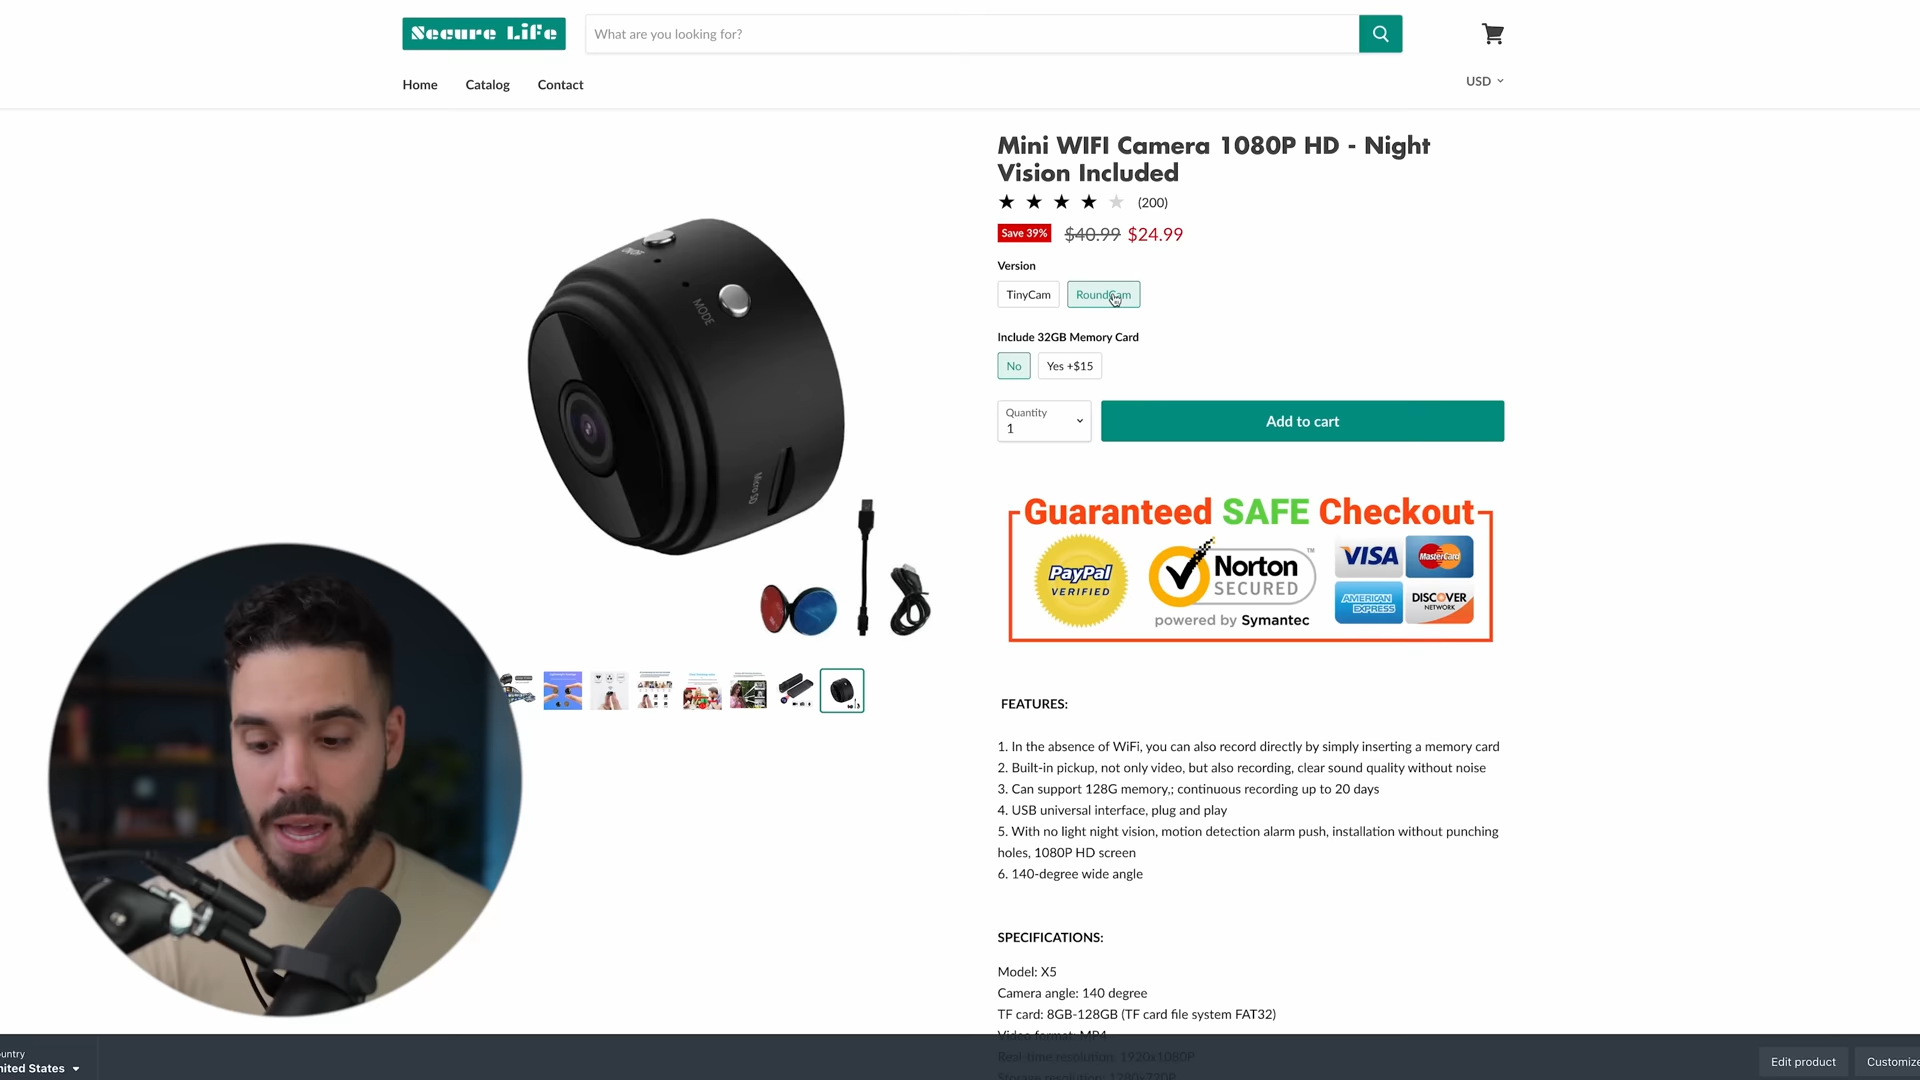 Secure Life
What are you looking for?
Home Catalog Contact
USD
Mini WIFI Camera 1080P HD - Night
Vision Included
(200)
Save 39% $40.99 $24.99
Version
TinyCam RoundCam
Include 32GB Memory Card
No Yes +$15
Quantity
1
Add to cart
Guaranteed SAFE Checkout
PayPal
VERIFIED
Norton
SECURED
powered by Symantec
VISA MasterCard
AMERICAN EXPRESS DISCOVER NETWORK
ON/OFF
MODE
Micro SD
FEATURES:
1. In the absence of WiFi, you can also record directly by simply inserting a memory card
2. Built-in pickup, not only video, but also recording, clear sound quality without noise
3. Can support 128G memory,; continuous recording up to 20 days
4. USB universal interface, plug and play
5. With no light night vision, motion detection alarm push, installation without punching
holes, 1080P HD screen
6. 140-degree wide angle
SPECIFICATIONS:
Model: X5
Camera angle: 140 degree
TF card: 8GB-128GB (TF card file system FAT32)
Video format: MP4
Real-time resolution: 1920x1080P
Storage resolution: 1280x720P
untry
nited States
Edit product Customize